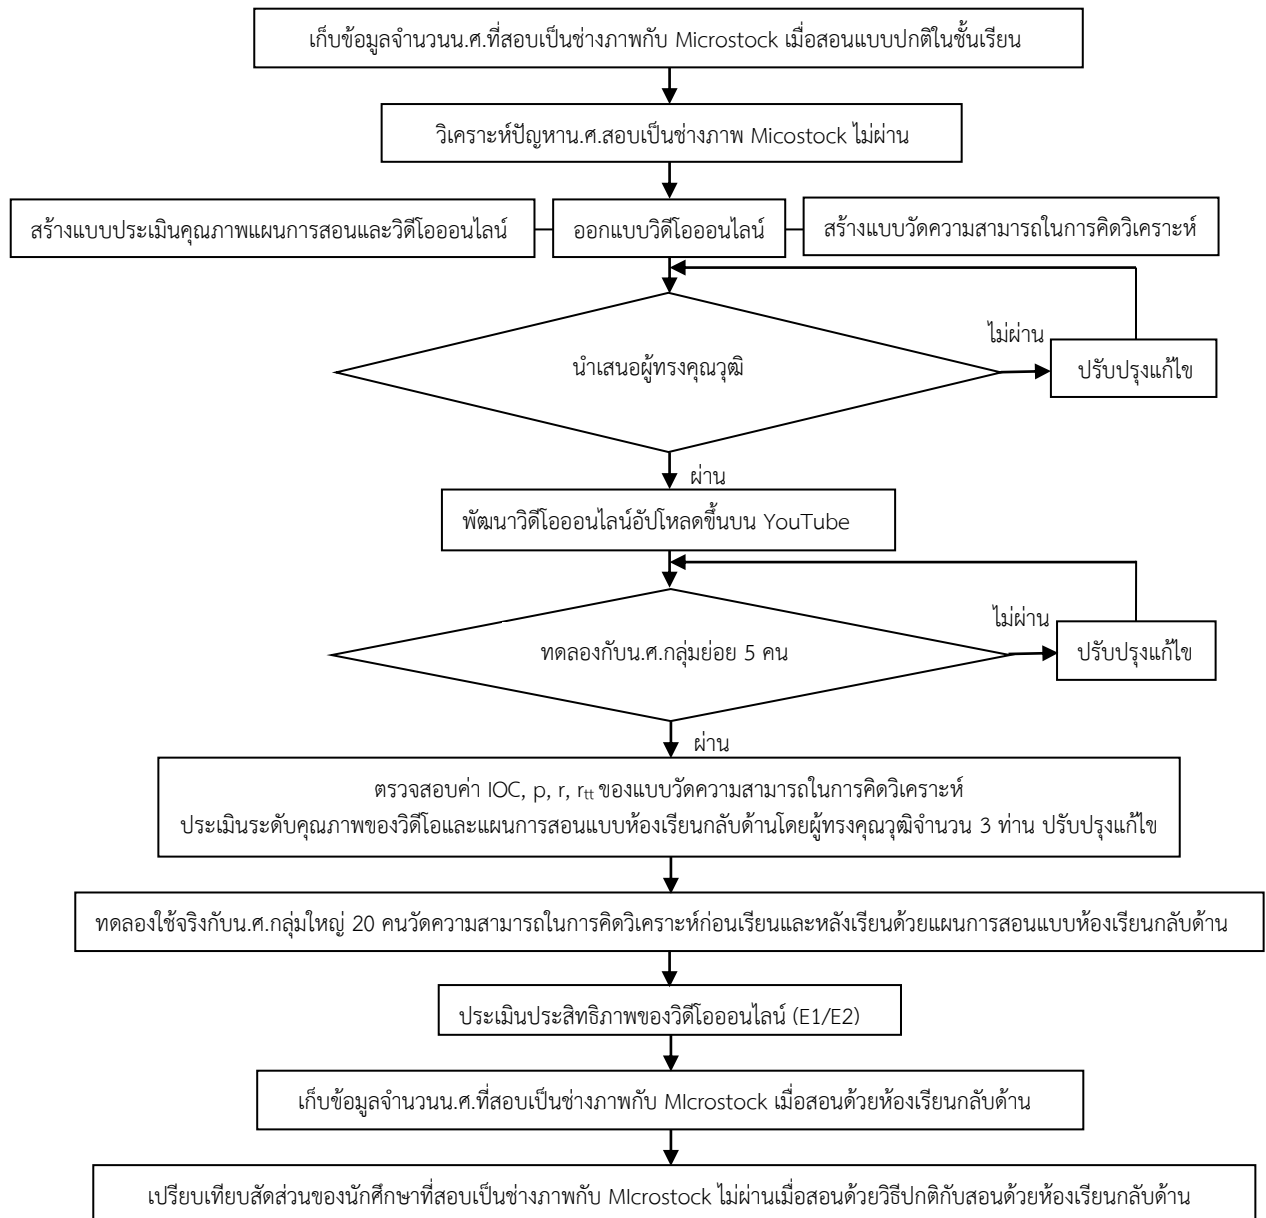 เก็บข้อมูลจำนวนน.ศ.ที่สอบเป็นช่างภาพกับ Microstock เมื่อสอนแบบปกติในชั้นเรียน
วิเคราะห์ปัญหาน.ศ.สอบเป็นช่างภาพ Micostock ไม่ผ่าน
สร้างแบบประเมินคุณภาพแผนการสอนและวิดีโอออนไลน์
ออกแบบวิดีโอออนไลน์
สร้างแบบวัดความสามารถในการคิดวิเคราะห์
นำเสนอผู้ทรงคุณวุฒิ
ไม่ผ่าน
ปรับปรุงแก้ไข
ผ่าน
พัฒนาวิดีโอออนไลน์อัปโหลดขึ้นบน YouTube
ทดลองกับน.ศ.กลุ่มย่อย 5 คน
ไม่ผ่าน
ปรับปรุงแก้ไข
ผ่าน
ตรวจสอบค่า IOC, p, r, rtt ของแบบวัดความสามารถในการคิดวิเคราะห์
ประเมินระดับคุณภาพของวิดีโอและแผนการสอนแบบห้องเรียนกลับด้านโดยผู้ทรงคุณวุฒิจำนวน 3 ท่าน ปรับปรุงแก้ไข
ทดลองใช้จริงกับน.ศ.กลุ่มใหญ่ 20 คนวัดความสามารถในการคิดวิเคราะห์ก่อนเรียนและหลังเรียนด้วยแผนการสอนแบบห้องเรียนกลับด้าน
ประเมินประสิทธิภาพของวิดีโอออนไลน์ (E1/E2)
เก็บข้อมูลจำนวนน.ศ.ที่สอบเป็นช่างภาพกับ MIcrostock เมื่อสอนด้วยห้องเรียนกลับด้าน
เปรียบเทียบสัดส่วนของนักศึกษาที่สอบเป็นช่างภาพกับ MIcrostock ไม่ผ่านเมื่อสอนด้วยวิธีปกติกับสอนด้วยห้องเรียนกลับด้าน